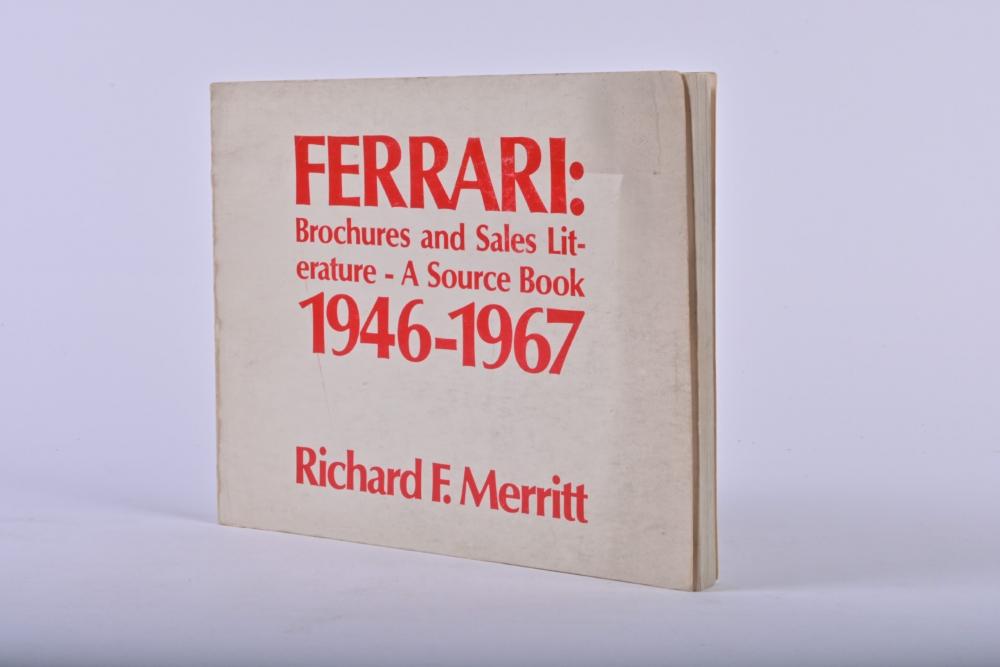 FERRARI:
Brochures and Sales Lit-
erature - A Source Book
1946-1967
Richard F. Merritt